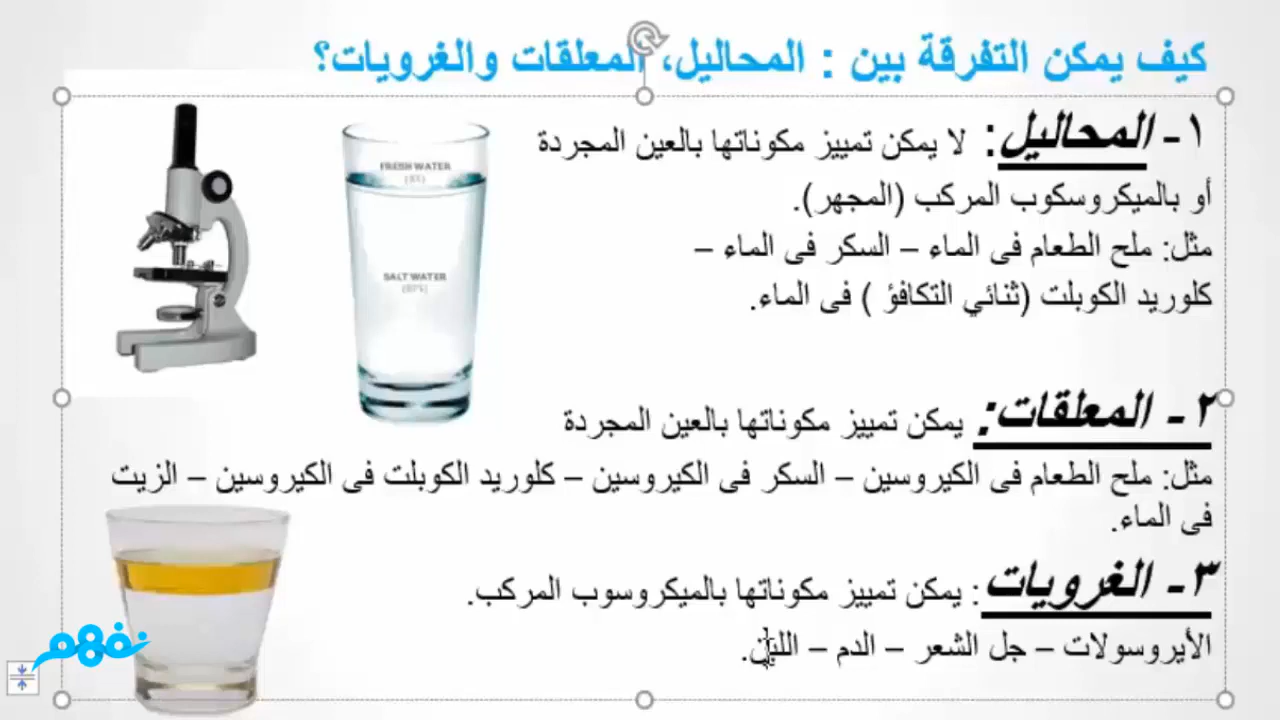 كيف يمكن التفرقة بين : المحاليل، المعلقات والغرويات؟
١- المحاليل: لا يمكن تمييز مكوناتها بالعين المجردة
أو بالميكروسكوب المركب (المجهر).
مثل: ملح الطعام فى الماء – السكر فى الماء –
كلوريد الكوبلت (ثنائي التكافؤ ) فى الماء.
FRESH WATER
SALT WATER
٢- المعلقات: يمكن تمييز مكوناتها بالعين المجردة
مثل: ملح الطعام فى الكيروسين – السكر فى الكيروسين – كلوريد الكوبلت فى الكيروسين – الزيت
فى الماء.
٣- الغرويات : يمكن تمييز مكوناتها بالميكروسوب المركب.
الأيروسولات – جل الشعر – الدم – اللبن.
نفهم